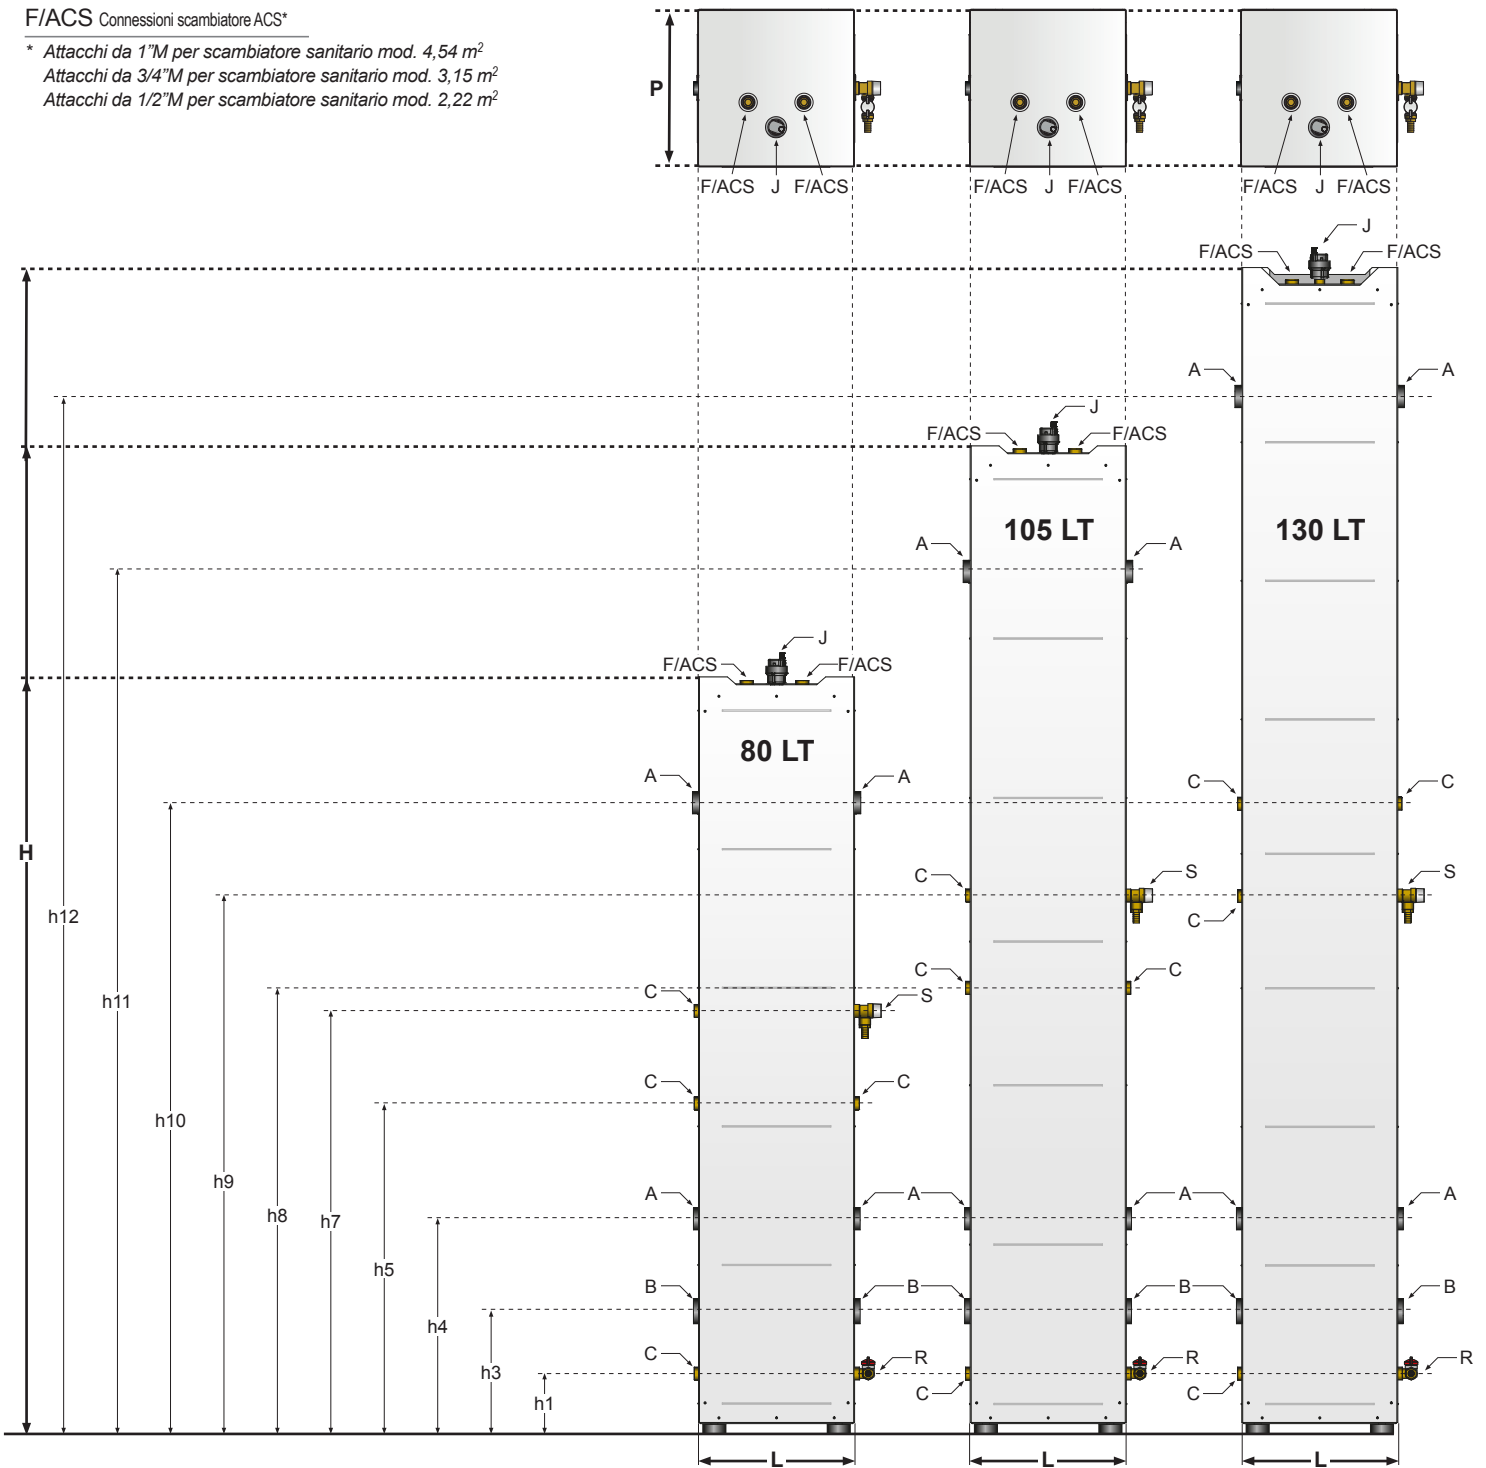 F/ACS Connessioni scambiatore ACS*
* Attacchi da 1”M per scambiatore sanitario mod. 4,54 m²
Attacchi da 3/4”M per scambiatore sanitario mod. 3,15 m²
Attacchi da 1/2”M per scambiatore sanitario mod. 2,22 m²
P
F/ACS J F/ACS
F/ACS J F/ACS
F/ACS J F/ACS
J
F/ACS F/ACS
A A
J
F/ACS F/ACS
105 LT
130 LT
A A
J
F/ACS F/ACS
80 LT
A A
C C
H
C S
C S
h12
C C
h11
C S
C C
h10
h9
h8
h7
A A A A
h5
B B B B
h4
C R R R
h3
C C
h1
L L L